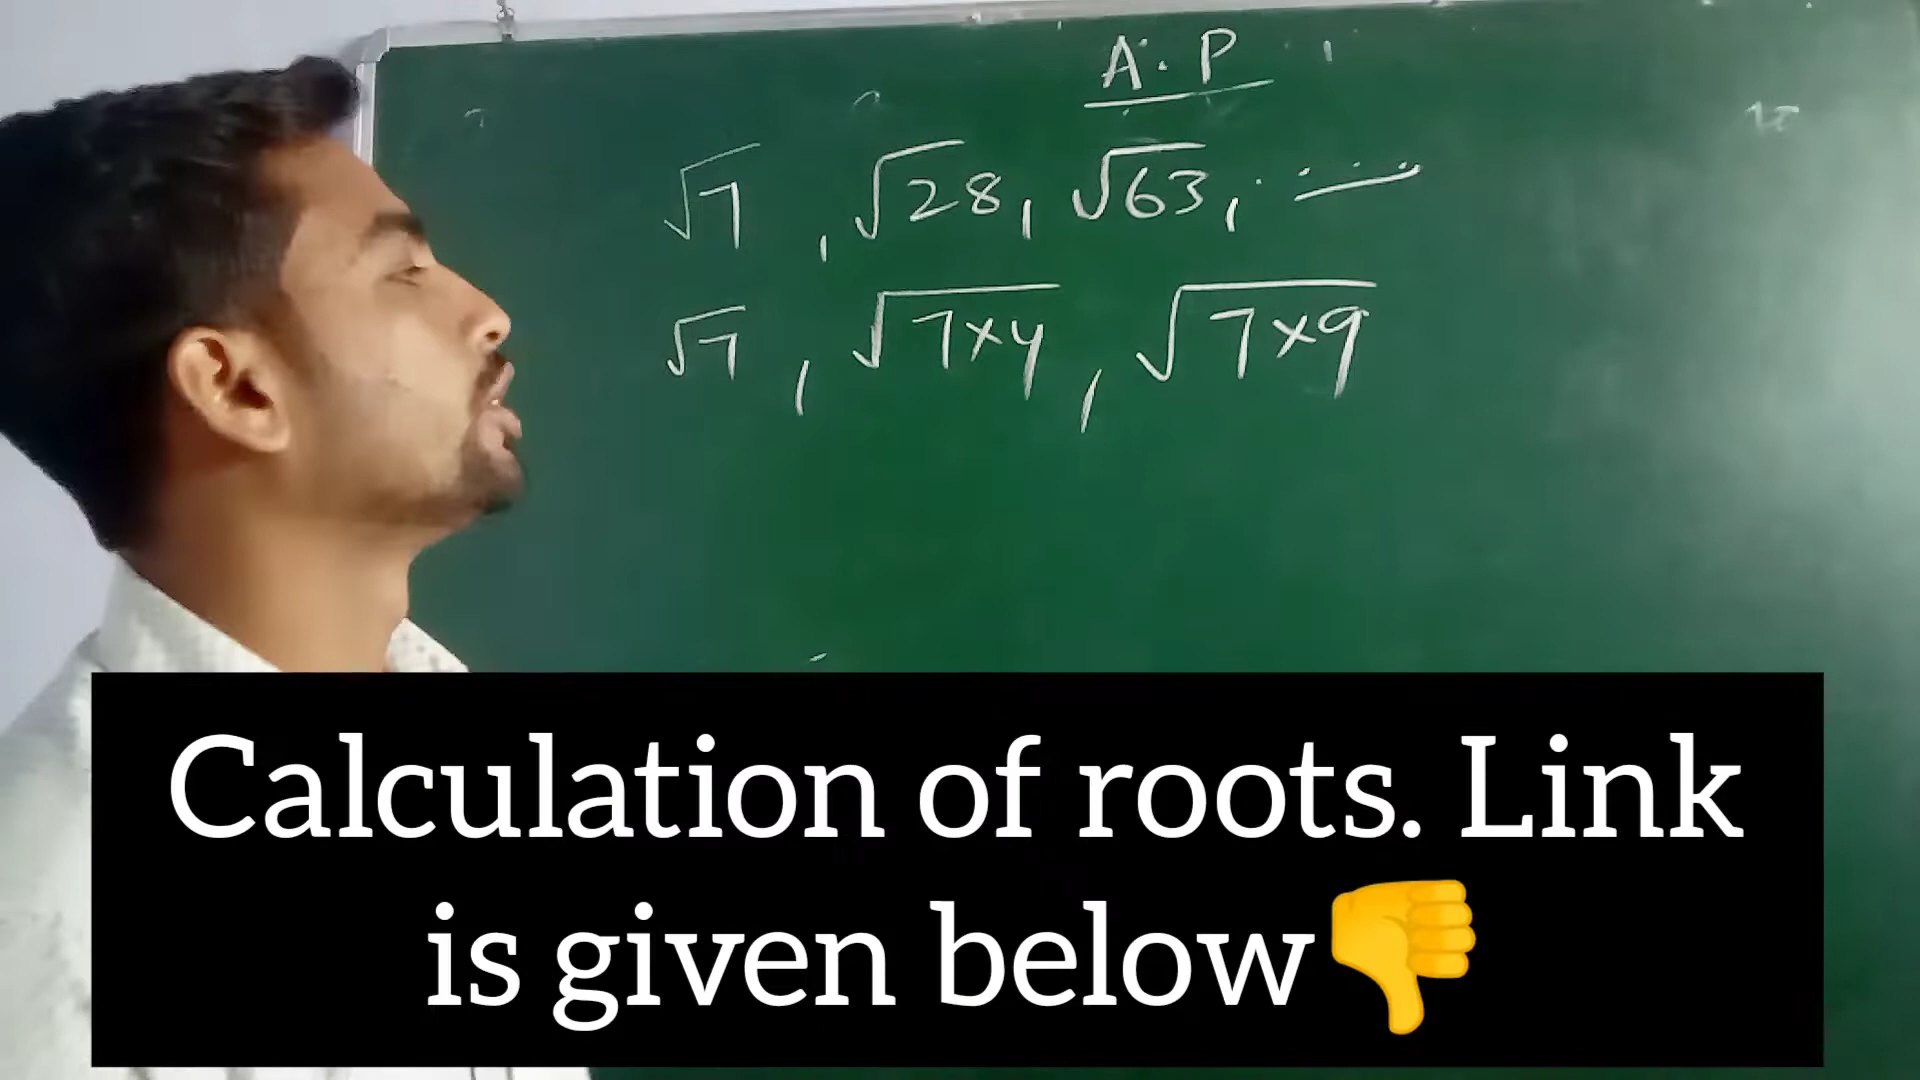 A.P
√7, √28, √63, ....
√7, √7×4, √7×9
Calculation of roots. Link
is given below👎